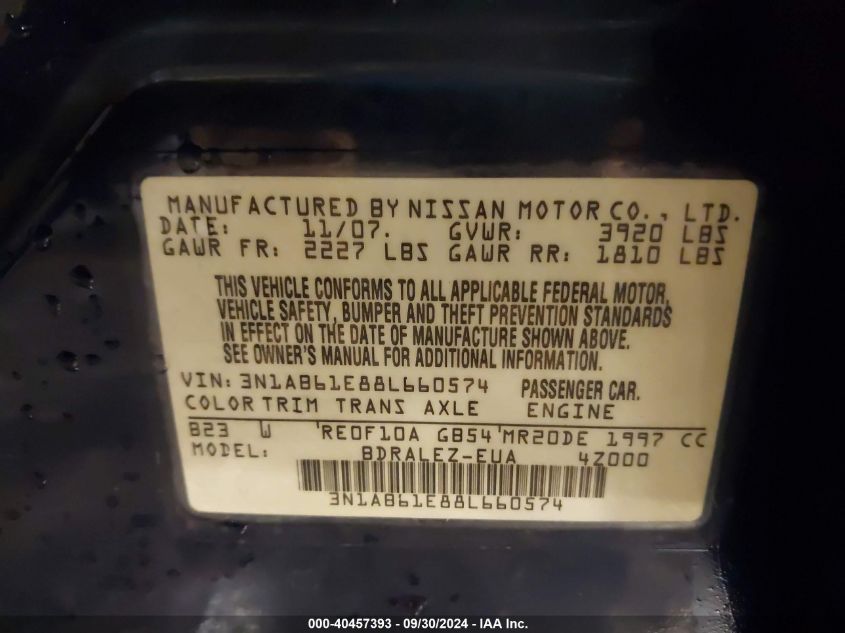 MANUFACTURED BY NISSAN MOTOR CO., LTD.
DATE: 11/07. GVWR: 3920 LBS
GAWR FR: 2227 LBS GAWR RR: 1810 LBS
THIS VEHICLE CONFORMS TO ALL APPLICABLE FEDERAL MOTOR
VEHICLE SAFETY, BUMPER AND THEFT PREVENTION STANDARDS
IN EFFECT ON THE DATE OF MANUFACTURE SHOWN ABOVE.
SEE OWNER'S MANUAL FOR ADDITIONAL INFORMATION.
VIN: 3N1AB61E88L660574 PASSENGER CAR.
COLOR TRIM TRANS AXLE ENGINE
B23 W RE0F10A GB54 MR20DE 1997 CC
MODEL: BDRALEZ-EUA 4Z000
3N1AB61E88L660574
000-40457393 - 09/30/2024 - IAA Inc.